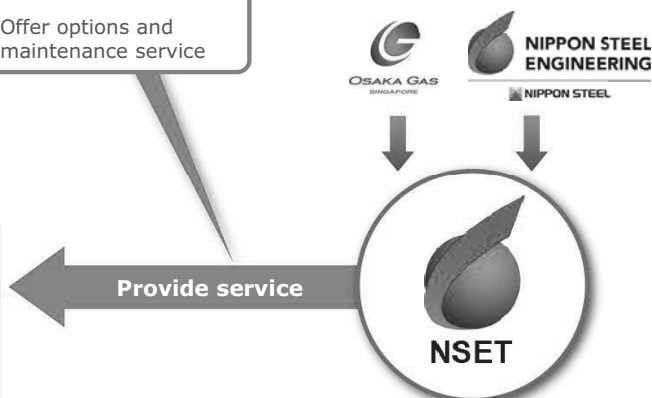 Offer options and
maintenance service
OSAKA GAS
SINGAPORE
NIPPON STEEL
ENGINEERING
NIPPON STEEL
Provide service
NSET